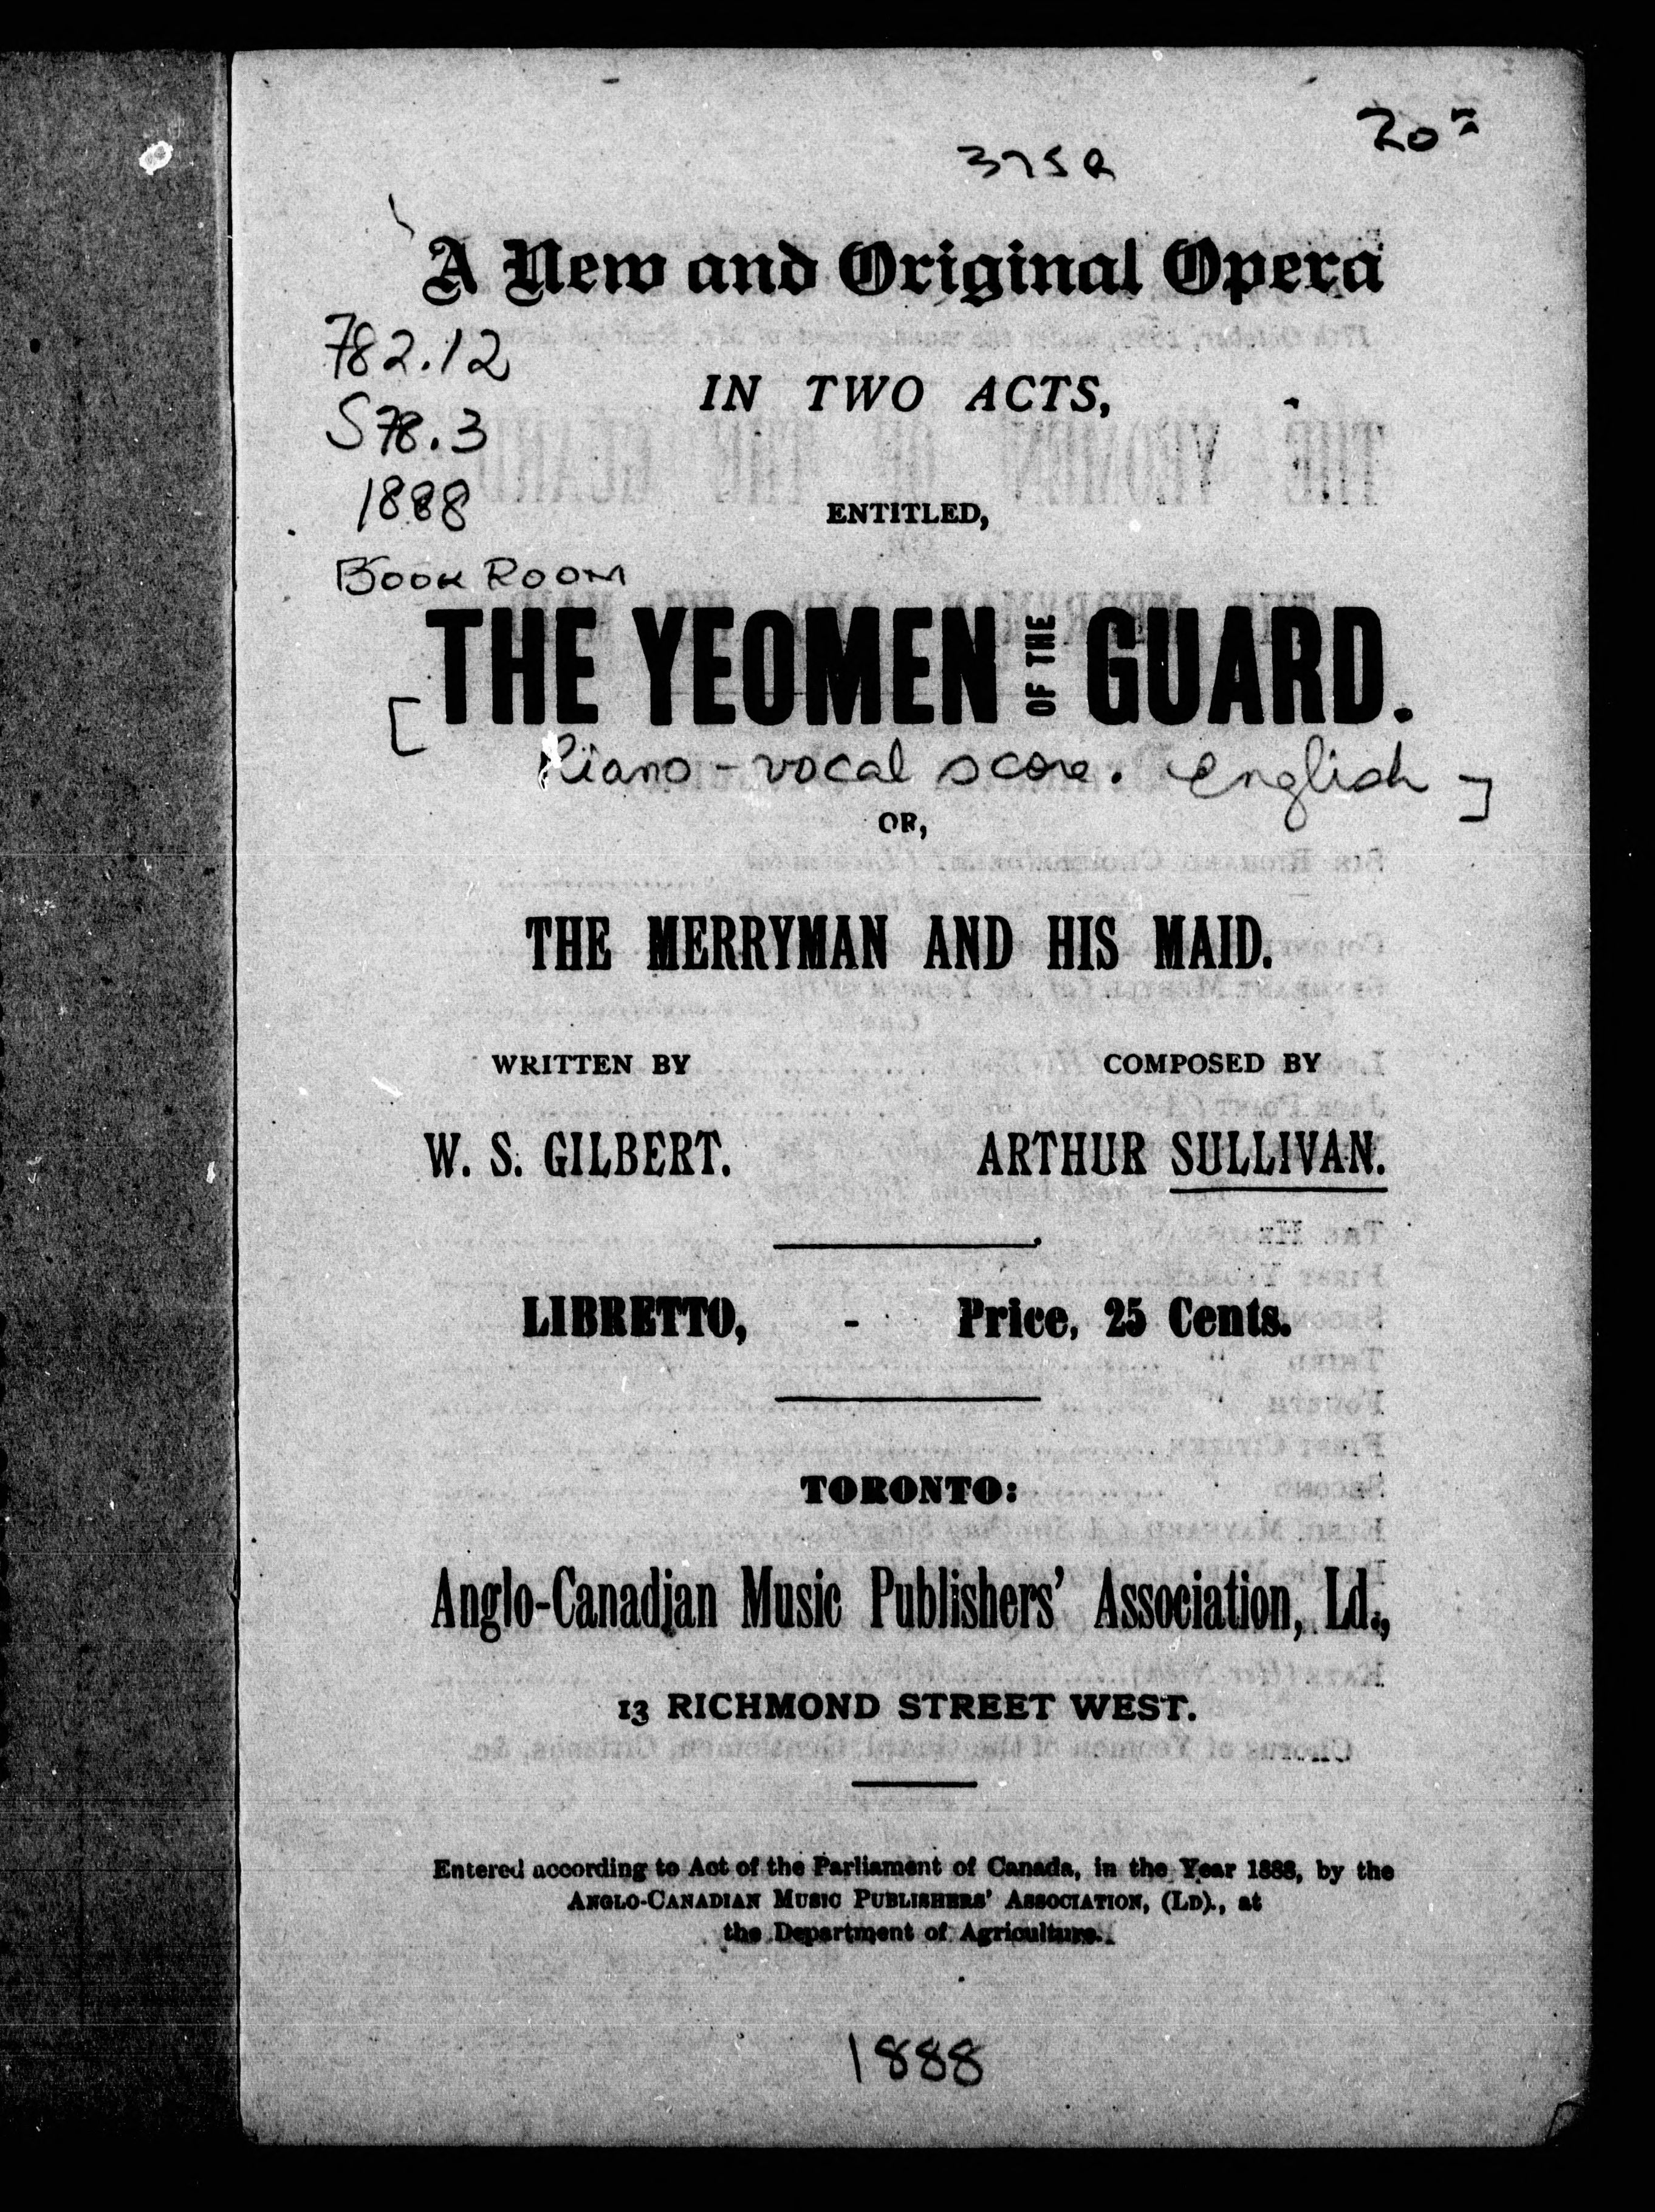 20=
375R
A New and Original Opera
782.12
IN TWO ACTS,
S78.3
1888
ENTITLED,
BOOK ROOM
THE YEOMEN OF THE GUARD.
[Piano-vocal score. English]
OR,
THE MERRYMAN AND HIS MAID.
WRITTEN BY COMPOSED BY
W. S. GILBERT. ARTHUR SULLIVAN.
LIBRETTO, - Price, 25 Cents.
TORONTO:
Anglo-Canadian Music Publishers' Association, Ld.,
13 RICHMOND STREET WEST.
Entered according to Act of the Parliament of Canada, in the Year 1888, by the
ANGLO-CANADIAN MUSIC PUBLISHERS' ASSOCIATION, (LD)., at
the Department of Agriculture.
1888